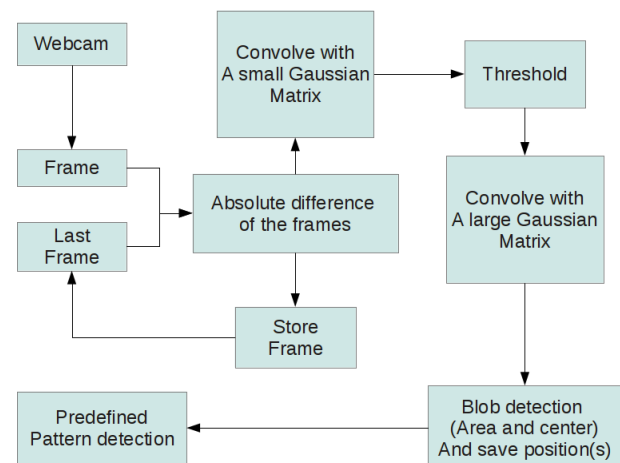 Webcam
Convolve with
A small Gaussian
Matrix
Threshold
Frame
Absolute difference
of the frames
Convolve with
A large Gaussian
Matrix
Last
Frame
Store
Frame
Predefined
Pattern detection
Blob detection
(Area and center)
And save position(s)